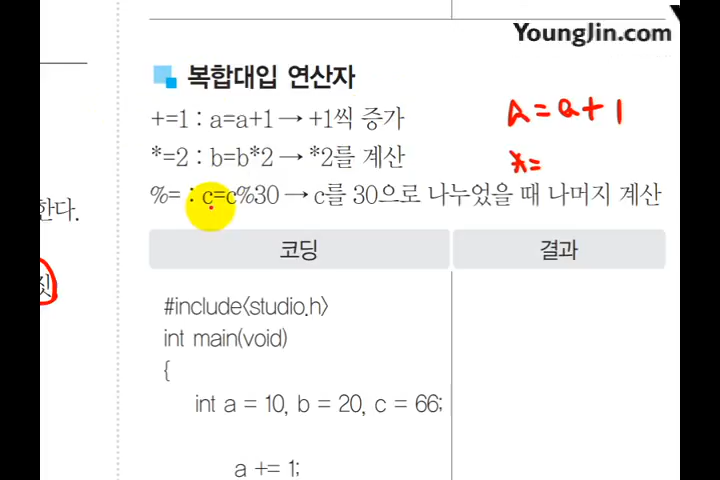 YoungJin.com
복합대입 연산자
+=1 : a=a+1 → +1씩 증가
a = a + 1
*=2 : b=b*2 → *2를 계산
*=
%= : c=c%30 → c를 30으로 나누었을 때 나머지 계산
한다.
코딩
결과
#include<studio.h>
int main(void)
{
int a = 10, b = 20, c = 66;
a += 1;